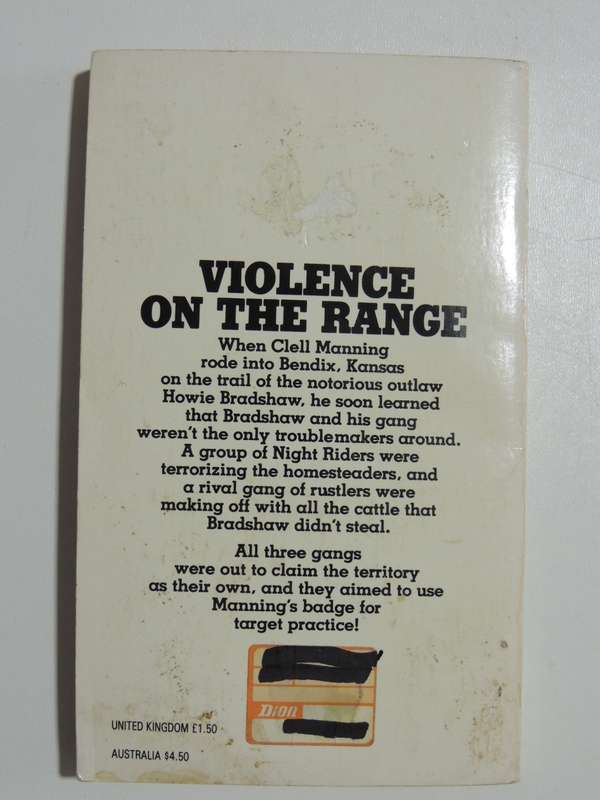 VIOLENCE
ON THE RANGE
When Clell Manning
rode into Bendix, Kansas
on the trail of the notorious outlaw
Howie Bradshaw, he soon learned
that Bradshaw and his gang
weren't the only troublemakers around.
A group of Night Riders were
terrorizing the homesteaders, and
a rival gang of rustlers were
making off with all the cattle that
Bradshaw didn't steal.
All three gangs
were out to claim the territory
as their own, and they aimed to use
Manning's badge for
target practice!
Dion
UNITED KINGDOM £1.50
AUSTRALIA $4.50